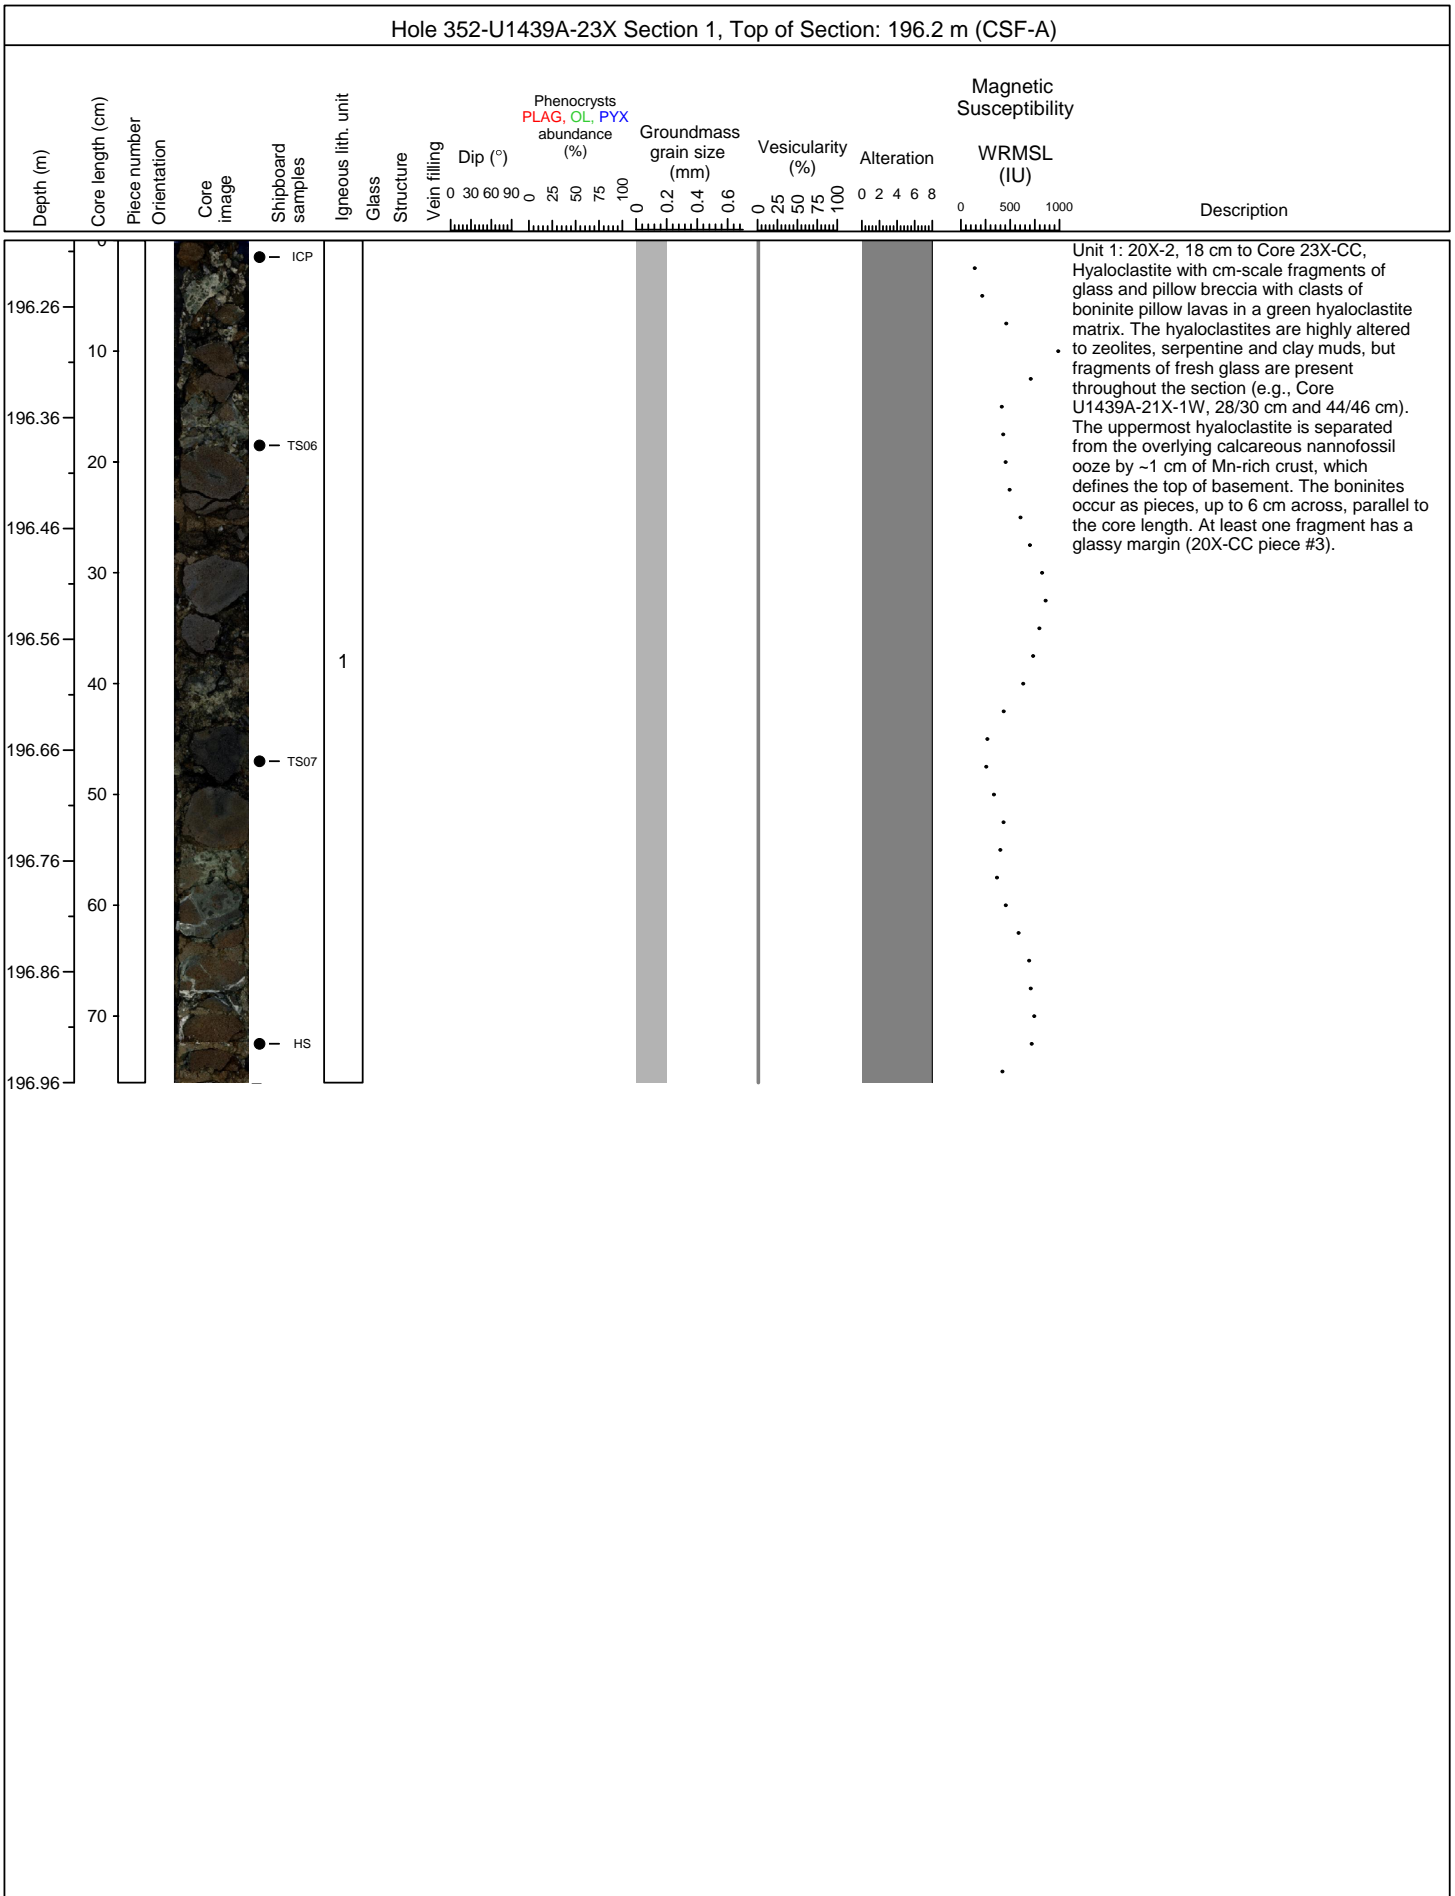 Hole 352-U1439A-23X Section 1, Top of Section: 196.2 m (CSF-A)
Depth (m)
Core length (cm)
Piece number
Orientation
Core
image
Shipboard
samples
Igneous lith. unit
Glass
Structure
Vein filling
Dip (°)
0 30 60 90
Phenocrysts
PLAG, OL, PYX
abundance
(%)
0 25 50 75 100
Groundmass
grain size
(mm)
0 0.2 0.4 0.6
Vesicularity
(%)
0 25 50 75 100
Alteration
0 2 4 6 8
Magnetic
Susceptibility
WRMSL
(IU)
0 500 1000
Description
0
ICP
196.26
10
196.36
TS06
20
196.46
30
196.56
1
40
196.66
TS07
50
196.76
60
196.86
70
HS
196.96
Unit 1: 20X-2, 18 cm to Core 23X-CC,
Hyaloclastite with cm-scale fragments of
glass and pillow breccia with clasts of
boninite pillow lavas in a green hyaloclastite
matrix. The hyaloclastites are highly altered
to zeolites, serpentine and clay muds, but
fragments of fresh glass are present
throughout the section (e.g., Core
U1439A-21X-1W, 28/30 cm and 44/46 cm).
The uppermost hyaloclastite is separated
from the overlying calcareous nannofossil
ooze by ~1 cm of Mn-rich crust, which
defines the top of basement. The boninites
occur as pieces, up to 6 cm across, parallel to
the core length. At least one fragment has a
glassy margin (20X-CC piece #3).